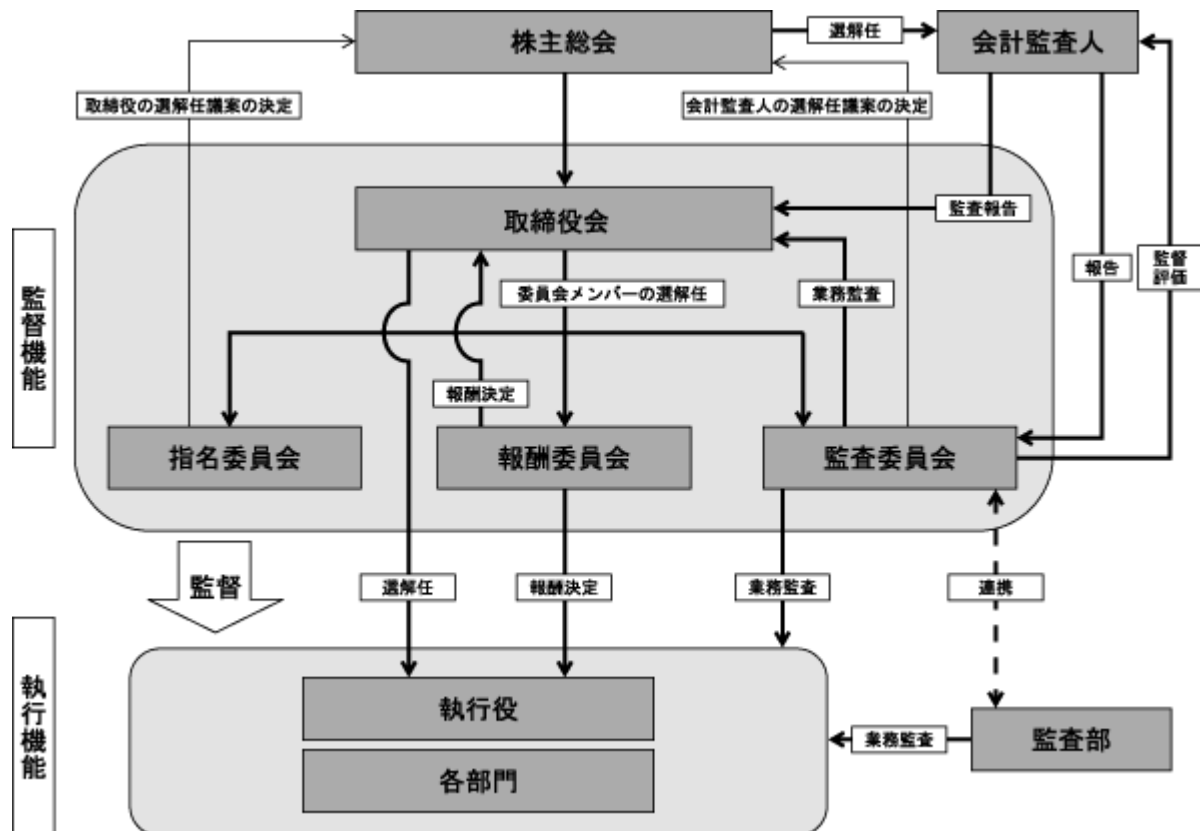 株主総会
選解任
会計監査人
取締役の選解任議案の決定
会計監査人の選解任議案の決定
取締役会
監査報告
監督機能
委員会メンバーの選解任
業務監査
報告
監督
評価
報酬決定
指名委員会
報酬委員会
監査委員会
監督
選解任
報酬決定
業務監査
連携
執行機能
執行役
業務監査
監査部
各部門